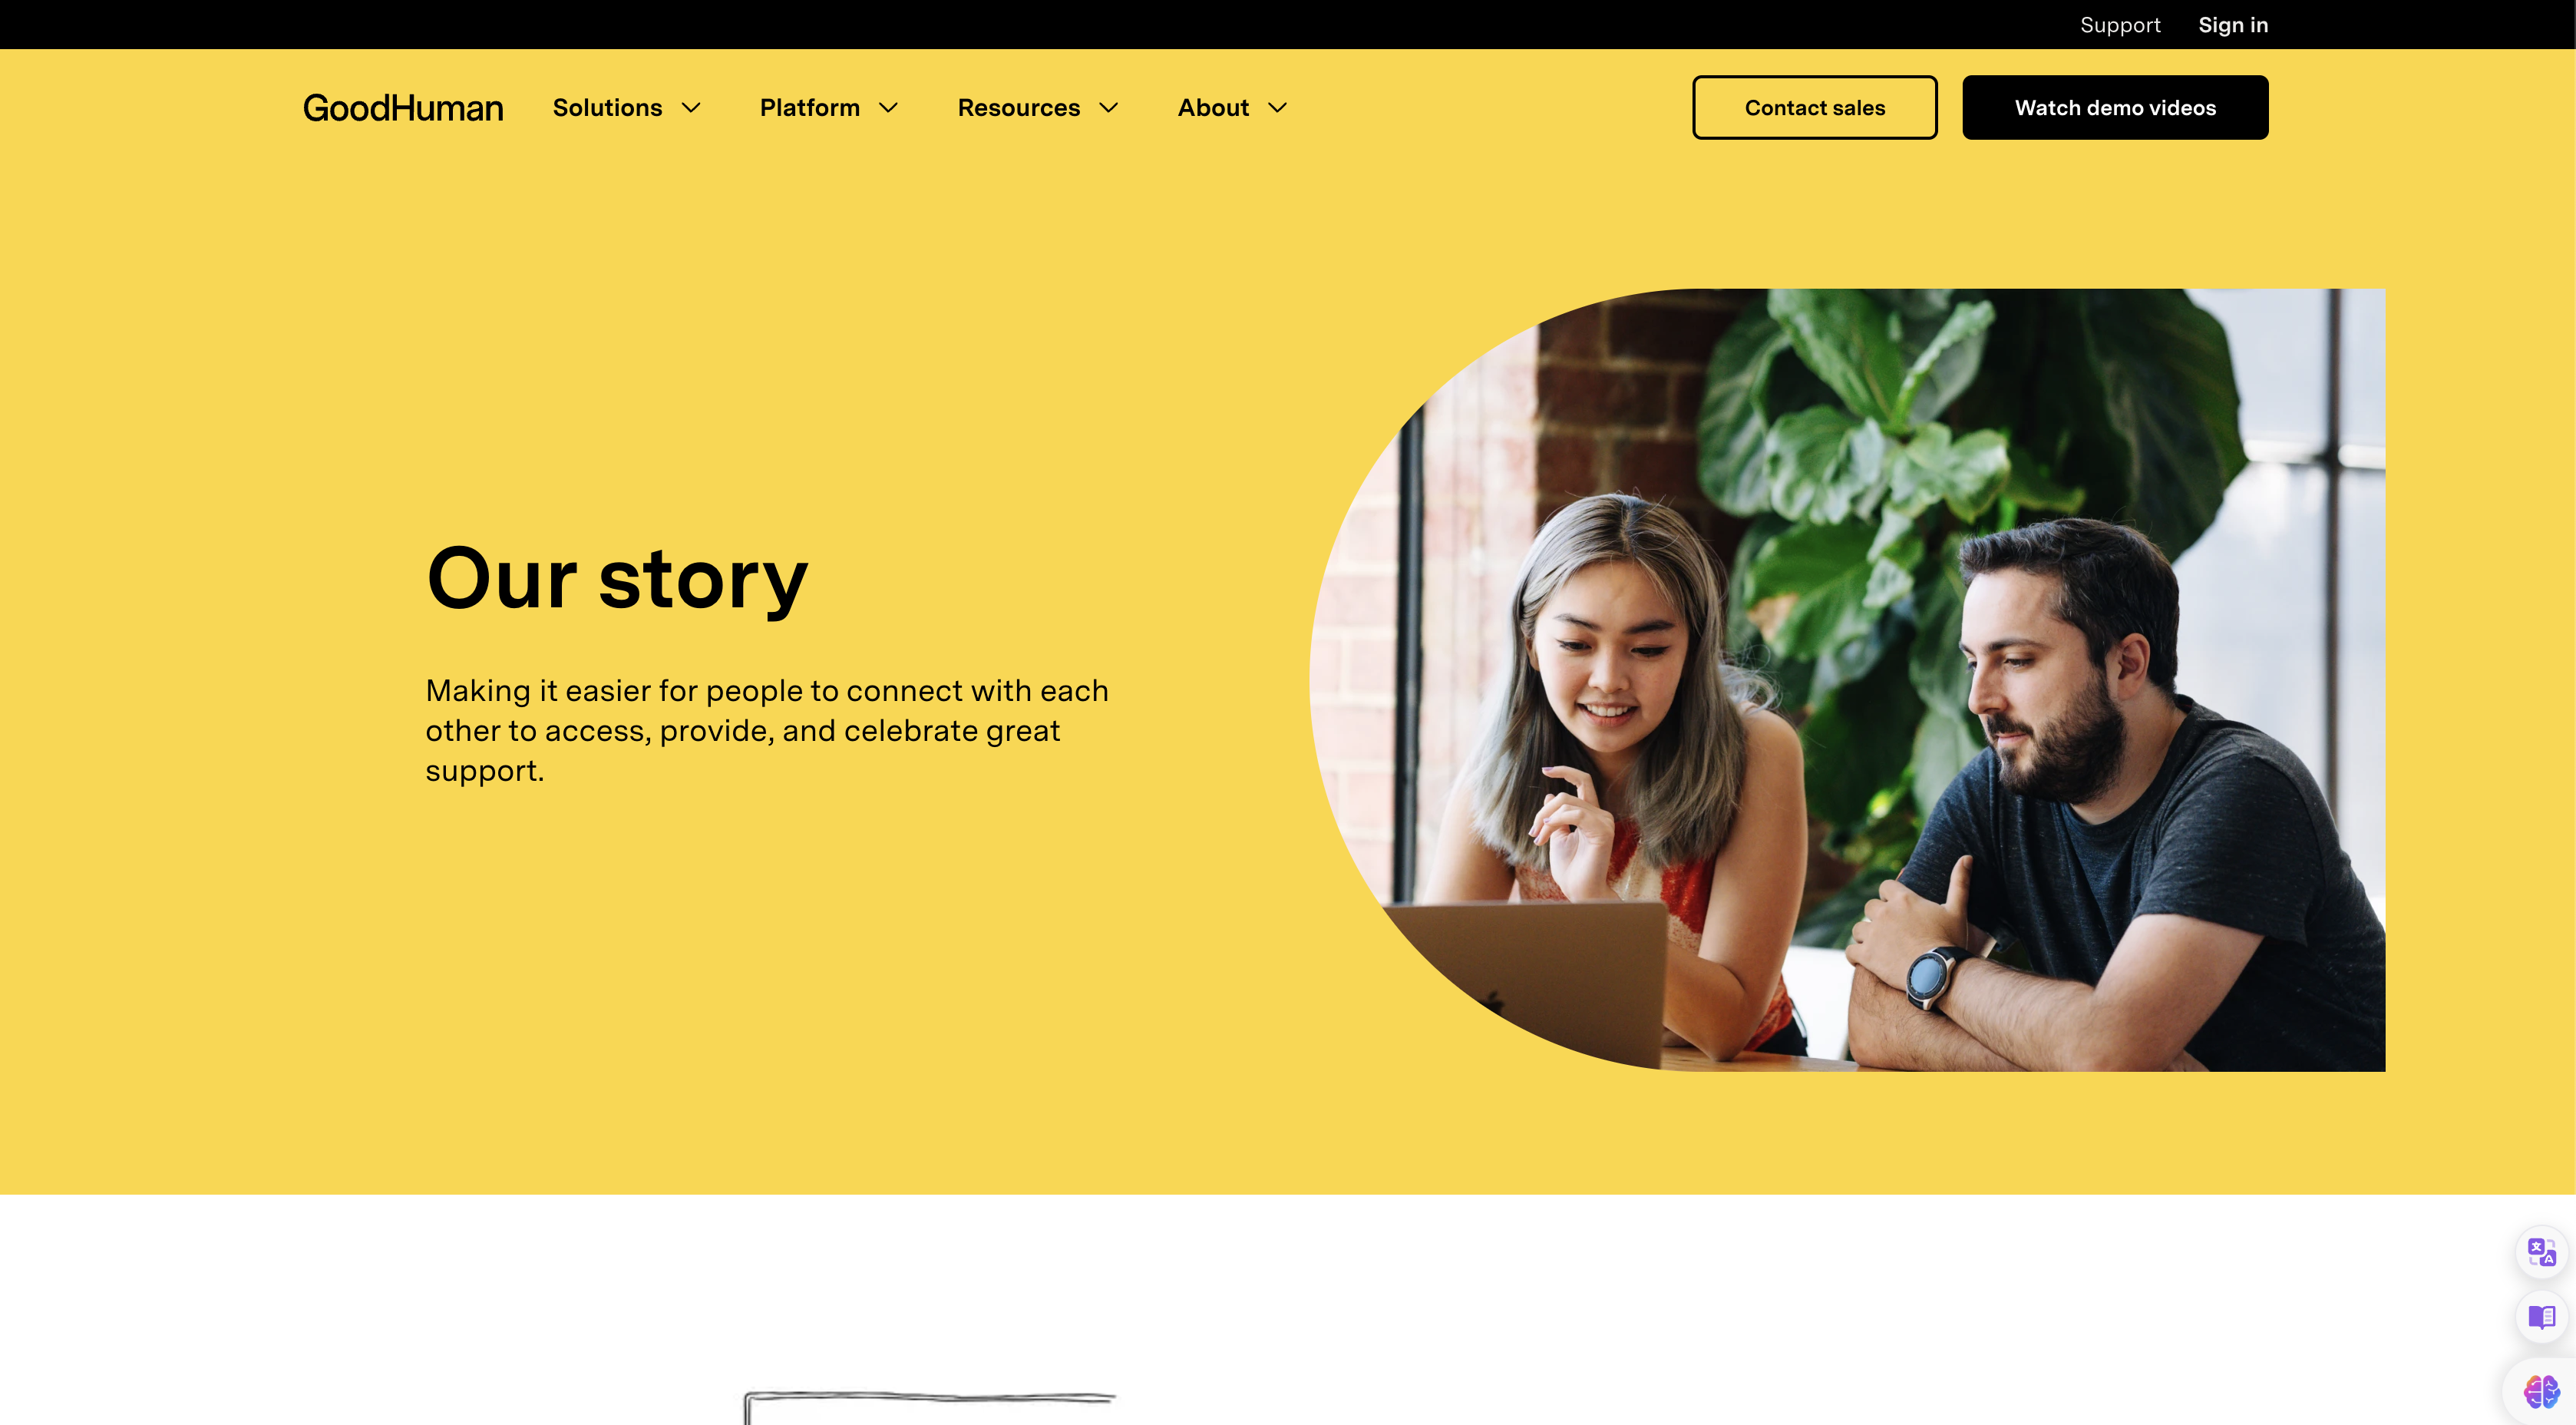 Support Sign in
GoodHuman Solutions Platform Resources About Contact sales Watch demo videos
Our story
Making it easier for people to connect with each
other to access, provide, and celebrate great
support.
文
A